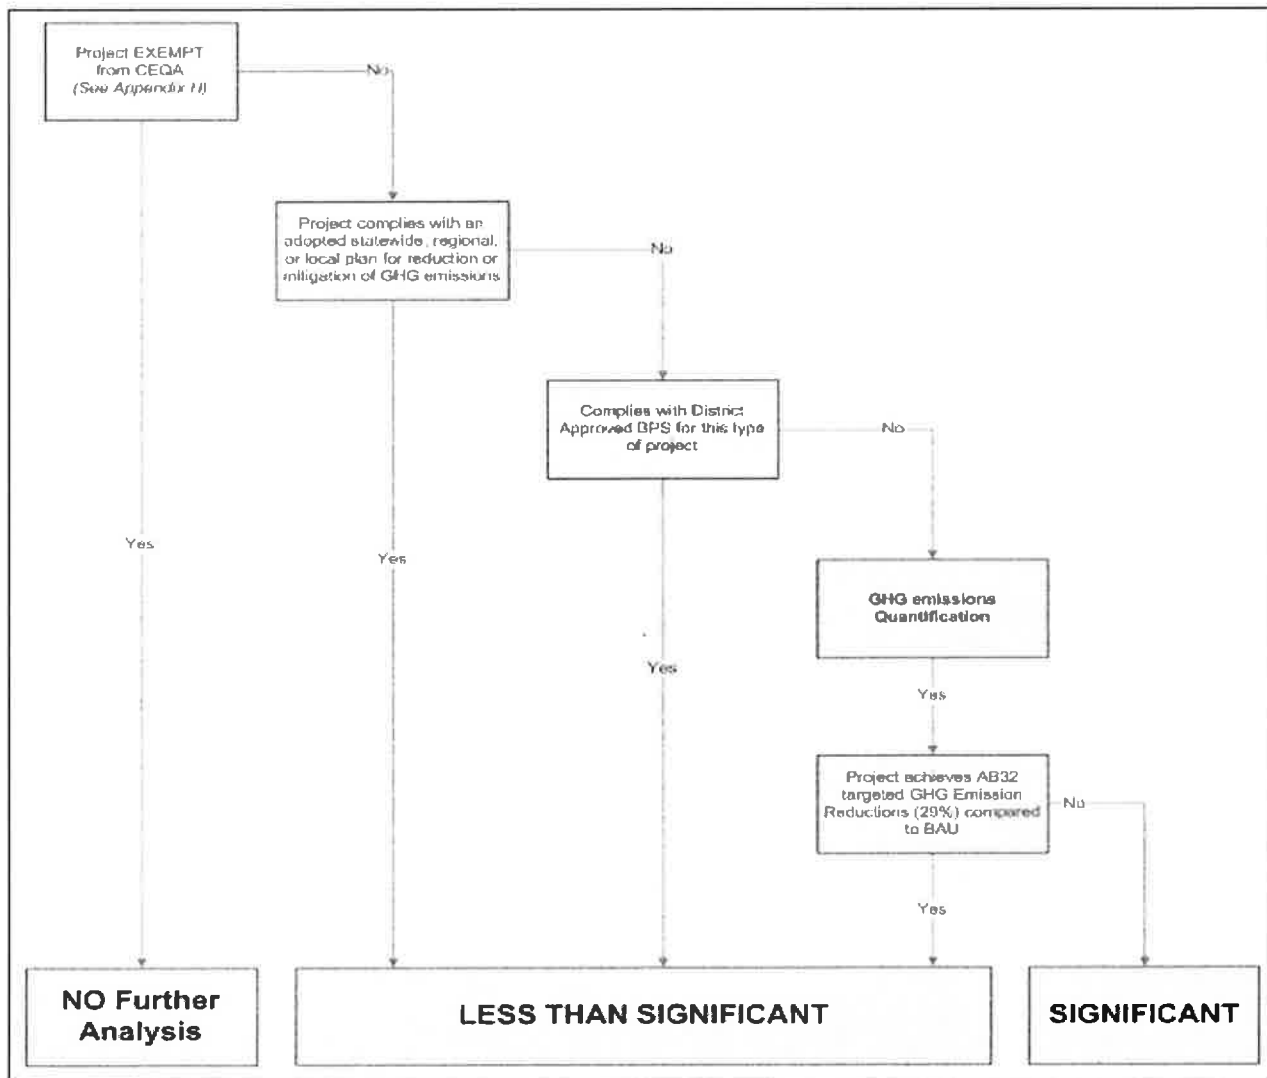 Project EXEMPT
from CEQA
(See Appendix H)
No
Project complies with an
adopted statewide, regional,
or local plan for reduction or
mitigation of GHG emissions
No
Complies with District
Approved BPS for this type
of project
No
Yes
Yes
GHG emissions
Quantification
Yes
Yes
Project achieves AB32
targeted GHG Emission
Reductions (29%) compared
to BAU
No
Yes
NO Further
Analysis
LESS THAN SIGNIFICANT
SIGNIFICANT